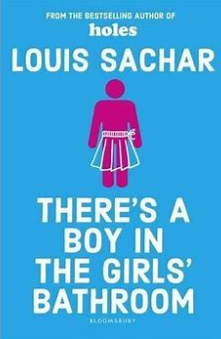 FROM THE BESTSELLING AUTHOR OF
holes
LOUIS SACHAR
THERE'S A
BOY IN
THE GIRLS'
BATHROOM
BLOOMSBURY